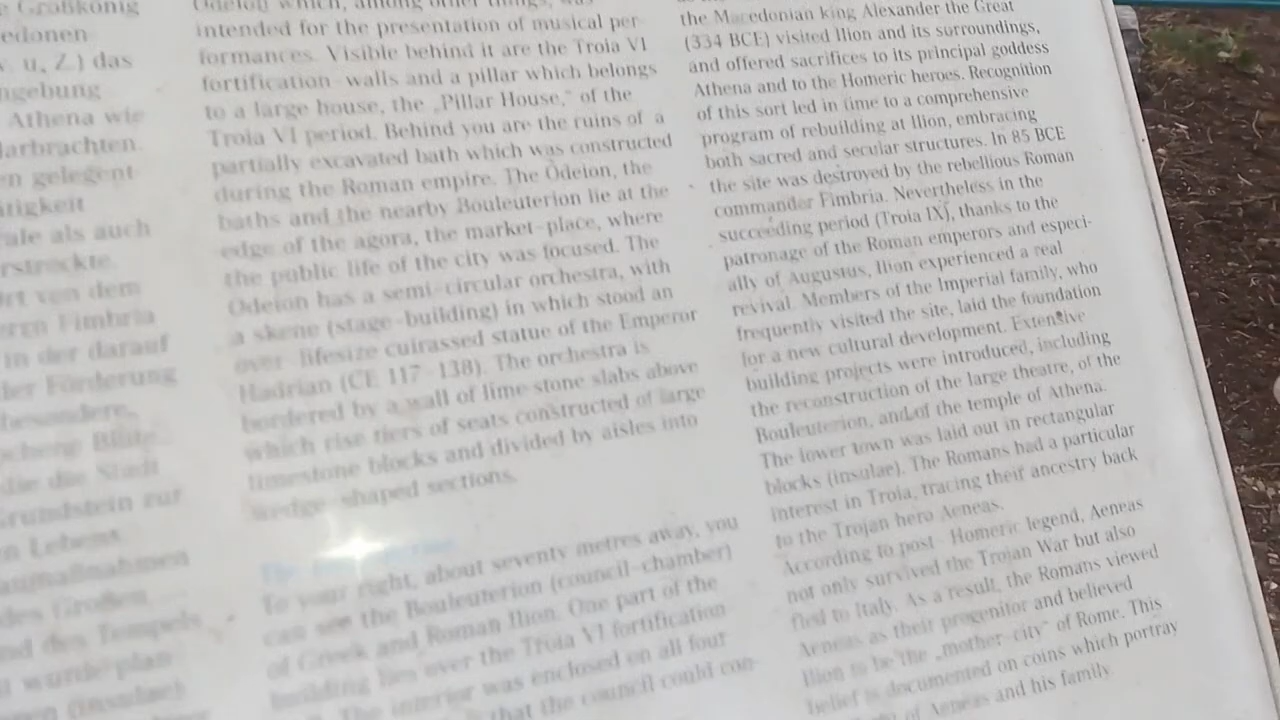 Großkönig
edonen
v. u. Z.) das
ngebung
Athena wie
darbrachten.
en gelegent
ätigkeit
rale als auch
rstreckte.
Ort von dem
ern Fimbria
in der darauf
der Förderung
besondere,
schene Blüte
die die Stadt
Grundstein zur
n Lebens.
aumaßnahmen
des Großen
nd des Tempels
t wurde plan
Odeion which, among other things, was
intended for the presentation of musical per
formances. Visible behind it are the Troia VI
fortification-walls and a pillar which belongs
to a large house, the „Pillar House,“ of the
Troia VI period. Behind you are the ruins of a
partially excavated bath which was constructed
during the Roman empire. The Odeion, the
baths and the nearby Bouleuterion lie at the
edge of the agora, the market-place, where
the public life of the city was focused. The
Odeion has a semi-circular orchestra, with
a skene (stage-building) in which stood an
over-lifesize cuirassed statue of the Emperor
Hadrian (CE 117-138). The orchestra is
bordered by a wall of lime-stone slabs above
which rise tiers of seats constructed of large
limestone blocks and divided by aisles into
wedge-shaped sections.
To your right, about seventy metres away, you
can see the Bouleuterion (council-chamber)
of Greek and Roman Ilion. One part of the
building lies over the Troia VI fortification
The interior was enclosed on all four
that the council could con
the Macedonian king Alexander the Great
(334 BCE) visited Ilion and its sorroundings,
and offered sacrifices to its principal goddess
Athena and to the Homeric heroes. Recognition
of this sort led in time to a comprehensive
program of rebuilding at Ilion, embracing
both sacred and secular structures. In 85 BCE
the site was destroyed by the rebellious Roman
commander Fimbria. Nevertheless in the
succeeding period (Troia IX), thanks to the
patronage of the Roman emperors and especi-
ally of Augustus, Ilion experienced a real
revival. Members of the Imperial family, who
frequently visited the site, laid the foundation
for a new cultural development. Extensive
building projects were introduced, including
the reconstruction of the large theatre, of the
Bouleuterion, and of the temple of Athena.
The lower town was laid out in rectangular
blocks (insulae). The Romans had a particular
interest in Troia, tracing their ancestry back
to the Trojan hero Aeneas.
According to post-Homeric legend, Aeneas
not only survived the Trojan War but also
fled to Italy. As a result, the Romans viewed
Aeneas as their progenitor and believed
Ilion to be the „mother-city“ of Rome. This
belief is documented on coins which portray
of Aeneas and his family.